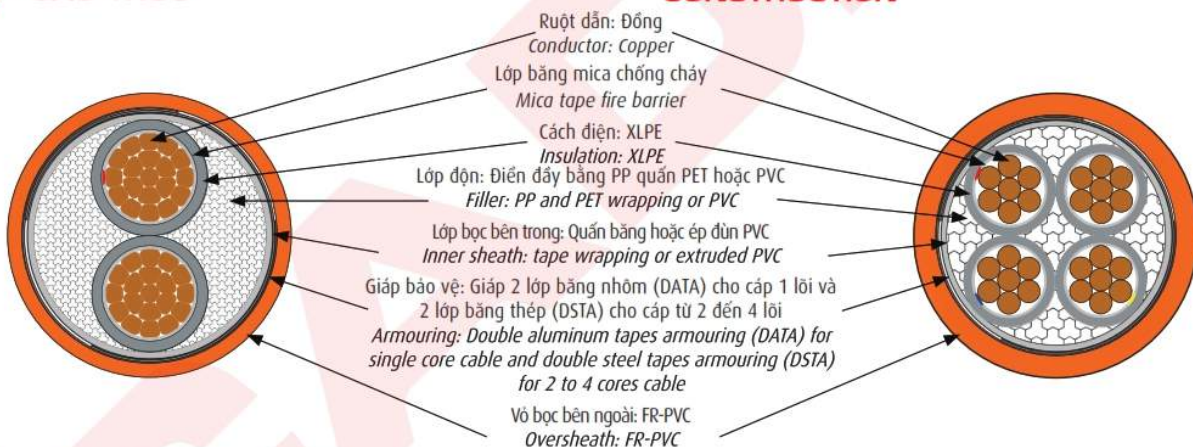 Ruột dẫn: Đồng
Conductor: Copper
Lớp băng mica chống cháy
Mica tape fire barrier
Cách điện: XLPE
Insulation: XLPE
Lớp độn: Điền đầy bằng PP quấn PET hoặc PVC
Filler: PP and PET wrapping or PVC
Lớp bọc bên trong: Quấn băng hoặc ép đùn PVC
Inner sheath: tape wrapping or extruded PVC
Giáp bảo vệ: Giáp 2 lớp băng nhôm (DATA) cho cáp 1 lõi và
2 lớp băng thép (DSTA) cho cáp từ 2 đến 4 lõi
Armouring: Double aluminum tapes armouring (DATA) for
single core cable and double steel tapes armouring (DSTA)
for 2 to 4 cores cable
Vỏ bọc bên ngoài: FR-PVC
Oversheath: FR-PVC